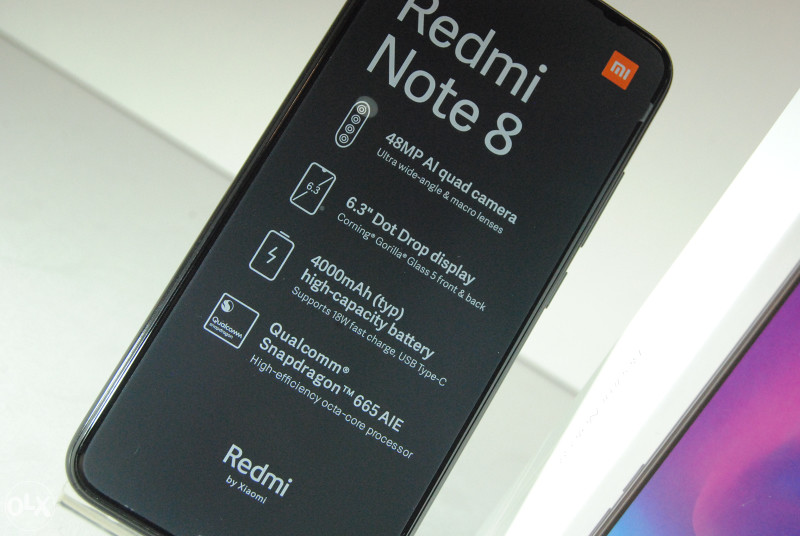 Redmi
Note 8
mi
48MP AI quad camera
Ultra wide-angle & macro lenses
6.3
6.3" Dot Drop display
Corning® Gorilla® Glass 5 front & back
4000mAh (typ)
high-capacity battery
Supports 18W fast charge, USB Type-C
Qualcomm
snapdragon
Qualcomm®
Snapdragon™ 665 AIE
High-efficiency octa-core processor
Redmi
by Xiaomi
OLX